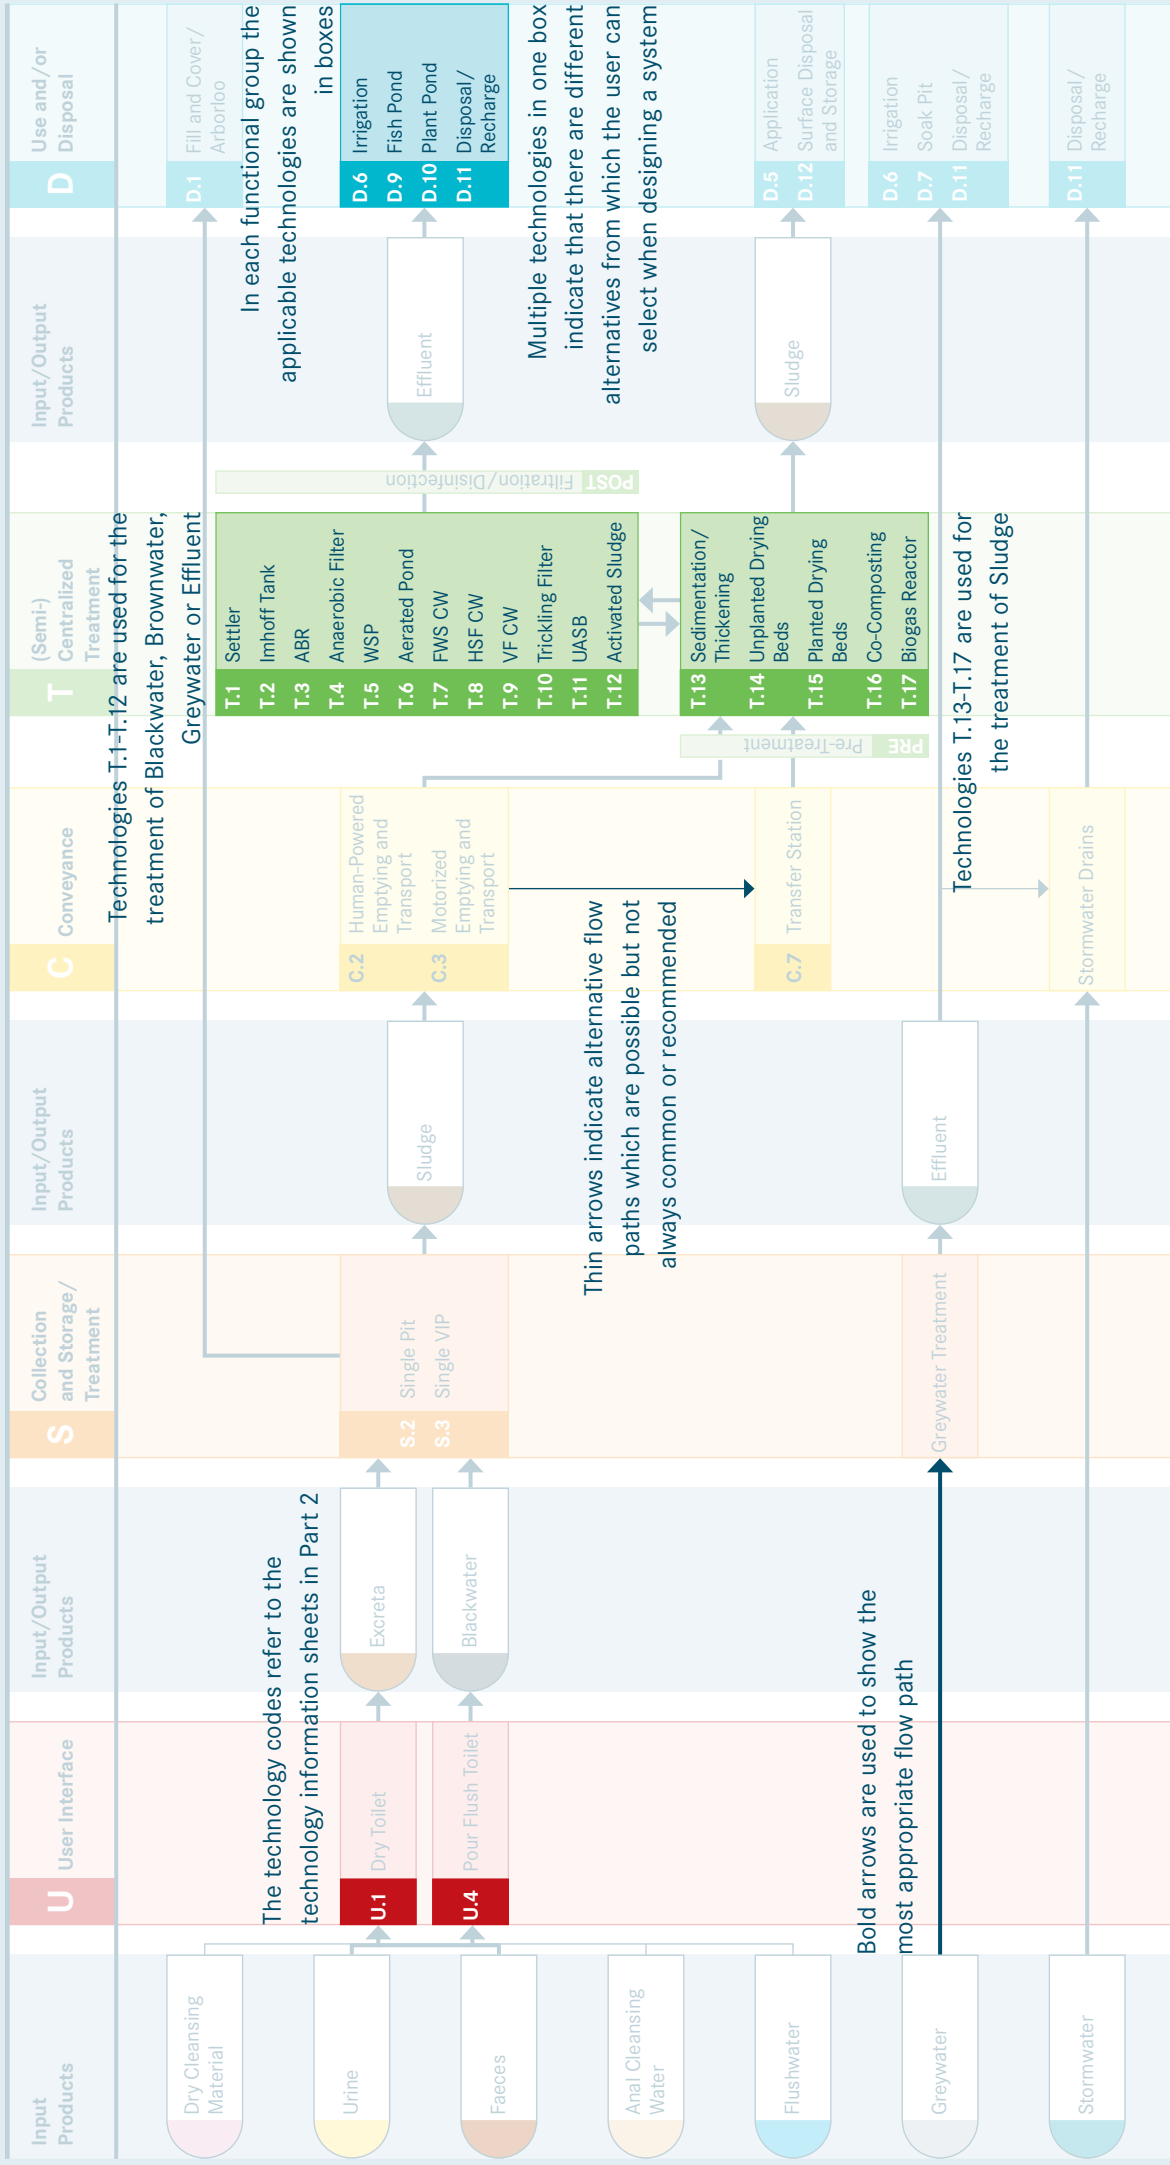 Input
Products
U
User Interface
Input/Output
Products
S
Collection
and Storage/
Treatment
Input/Output
Products
C
Conveyance
Input/Output
Products
T
(Semi-)
Centralized
Treatment
D
Use and/or
Disposal
Dry Cleansing
Material
Urine
Faeces
Anal Cleansing
Water
Flushwater
Greywater
Stormwater
The technology codes refer to the
technology information sheets in Part 2
U.1 Dry Toilet
U.4 Pour Flush Toilet
Bold arrows are used to show the
most appropriate flow path
Excreta
Blackwater
S.2 Single Pit
S.3 Single VIP
Greywater Treatment
Sludge
Effluent
Thin arrows indicate alternative flow
paths which are possible but not
always common or recommended
C.2 Human-Powered
Emptying and
Transport
C.3 Motorized
Emptying and
Transport
C.7 Transfer Station
Stormwater Drains
Technologies T.1-T.12 are used for the
treatment of Blackwater, Brownwater,
Greywater or Effluent
PRE Pre-Treatment
T.1 Settler
T.2 Imhoff Tank
T.3 ABR
T.4 Anaerobic Filter
T.5 WSP
T.6 Aerated Pond
T.7 FWS CW
T.8 HSF CW
T.9 VF CW
T.10 Trickling Filter
T.11 UASB
T.12 Activated Sludge
T.13 Sedimentation/
Thickening
T.14 Unplanted Drying
Beds
T.15 Planted Drying
Beds
T.16 Co-Composting
T.17 Biogas Reactor
Technologies T.13-T.17 are used for
the treatment of Sludge
POST Filtration/Disinfection
Effluent
Sludge
In each functional group the
applicable technologies are shown
in boxes
Multiple technologies in one box
indicate that there are different
alternatives from which the user can
select when designing a system
D.1 Fill and Cover/
Arborloo
D.6 Irrigation
D.9 Fish Pond
D.10 Plant Pond
D.11 Disposal/
Recharge
D.5 Application
D.12 Surface Disposal
and Storage
D.6 Irrigation
D.7 Soak Pit
D.11 Disposal/
Recharge
D.11 Disposal/
Recharge